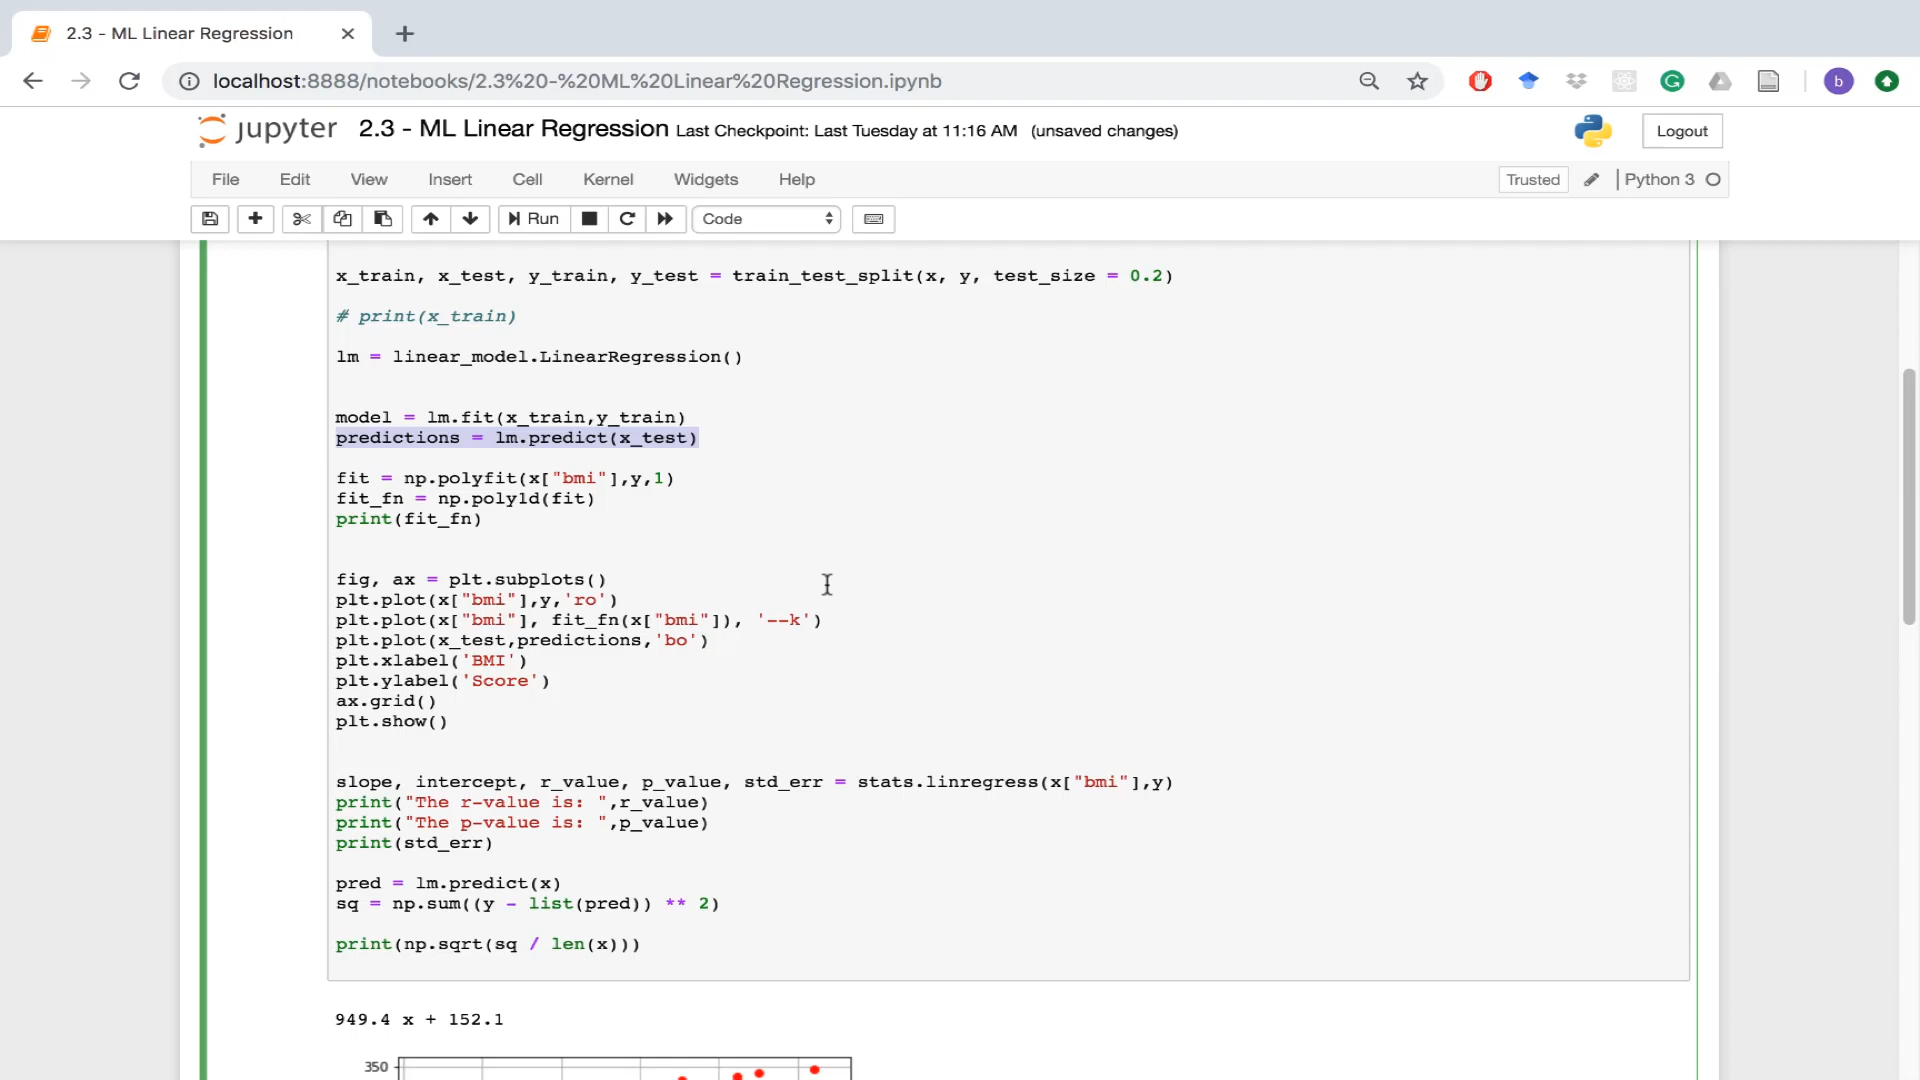 2.3 - ML Linear Regression
localhost:8888/notebooks/2.3%20-%20ML%20Linear%20Regression.ipynb
b
jupyter 2.3 - ML Linear Regression Last Checkpoint: Last Tuesday at 11:16 AM (unsaved changes)
Logout
File Edit View Insert Cell Kernel Widgets Help
Trusted Python 3
Run Code
x_train, x_test, y_train, y_test = train_test_split(x, y, test_size = 0.2)
# print(x_train)
lm = linear_model.LinearRegression()
model = lm.fit(x_train,y_train)
predictions = lm.predict(x_test)
fit = np.polyfit(x["bmi"],y,1)
fit_fn = np.poly1d(fit)
print(fit_fn)
fig, ax = plt.subplots()
plt.plot(x["bmi"],y,'ro')
plt.plot(x["bmi"], fit_fn(x["bmi"]), '--k')
plt.plot(x_test,predictions,'bo')
plt.xlabel('BMI')
plt.ylabel('Score')
ax.grid()
plt.show()
slope, intercept, r_value, p_value, std_err = stats.linregress(x["bmi"],y)
print("The r-value is: ",r_value)
print("The p-value is: ",p_value)
print(std_err)
pred = lm.predict(x)
sq = np.sum((y - list(pred)) ** 2)
print(np.sqrt(sq / len(x)))
949.4 x + 152.1
350